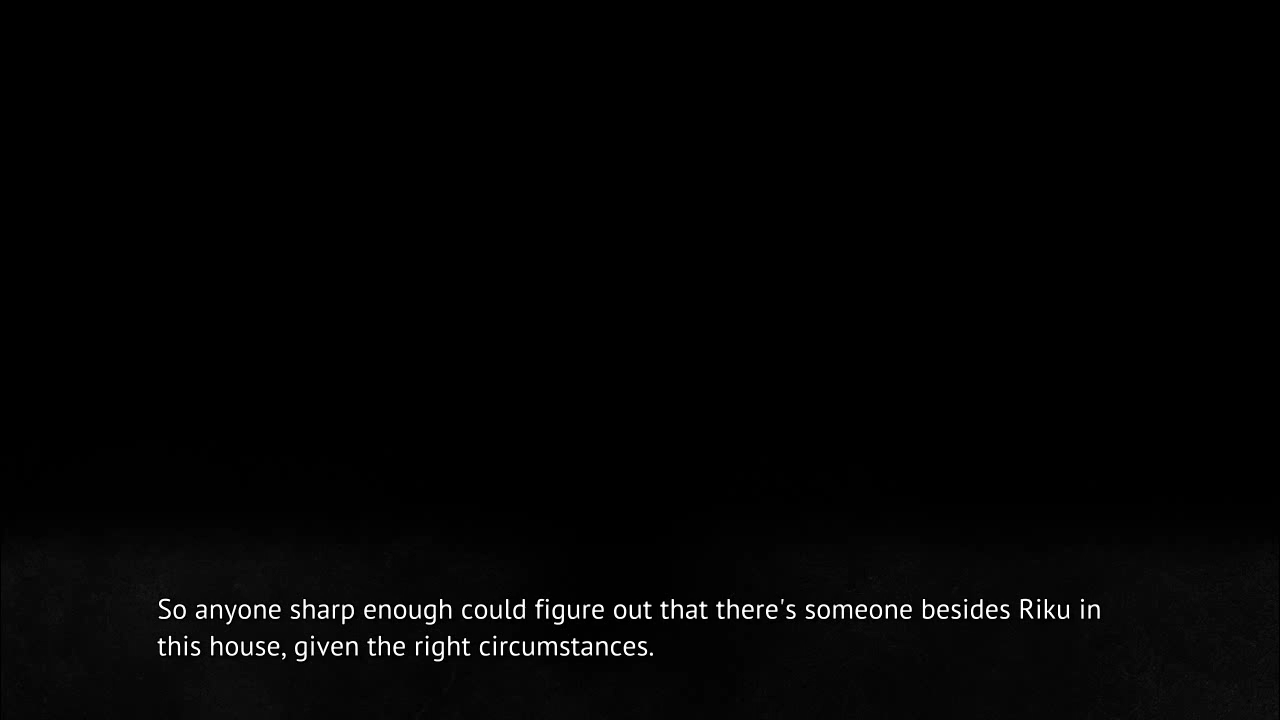 So anyone sharp enough could figure out that there's someone besides Riku in
this house, given the right circumstances.